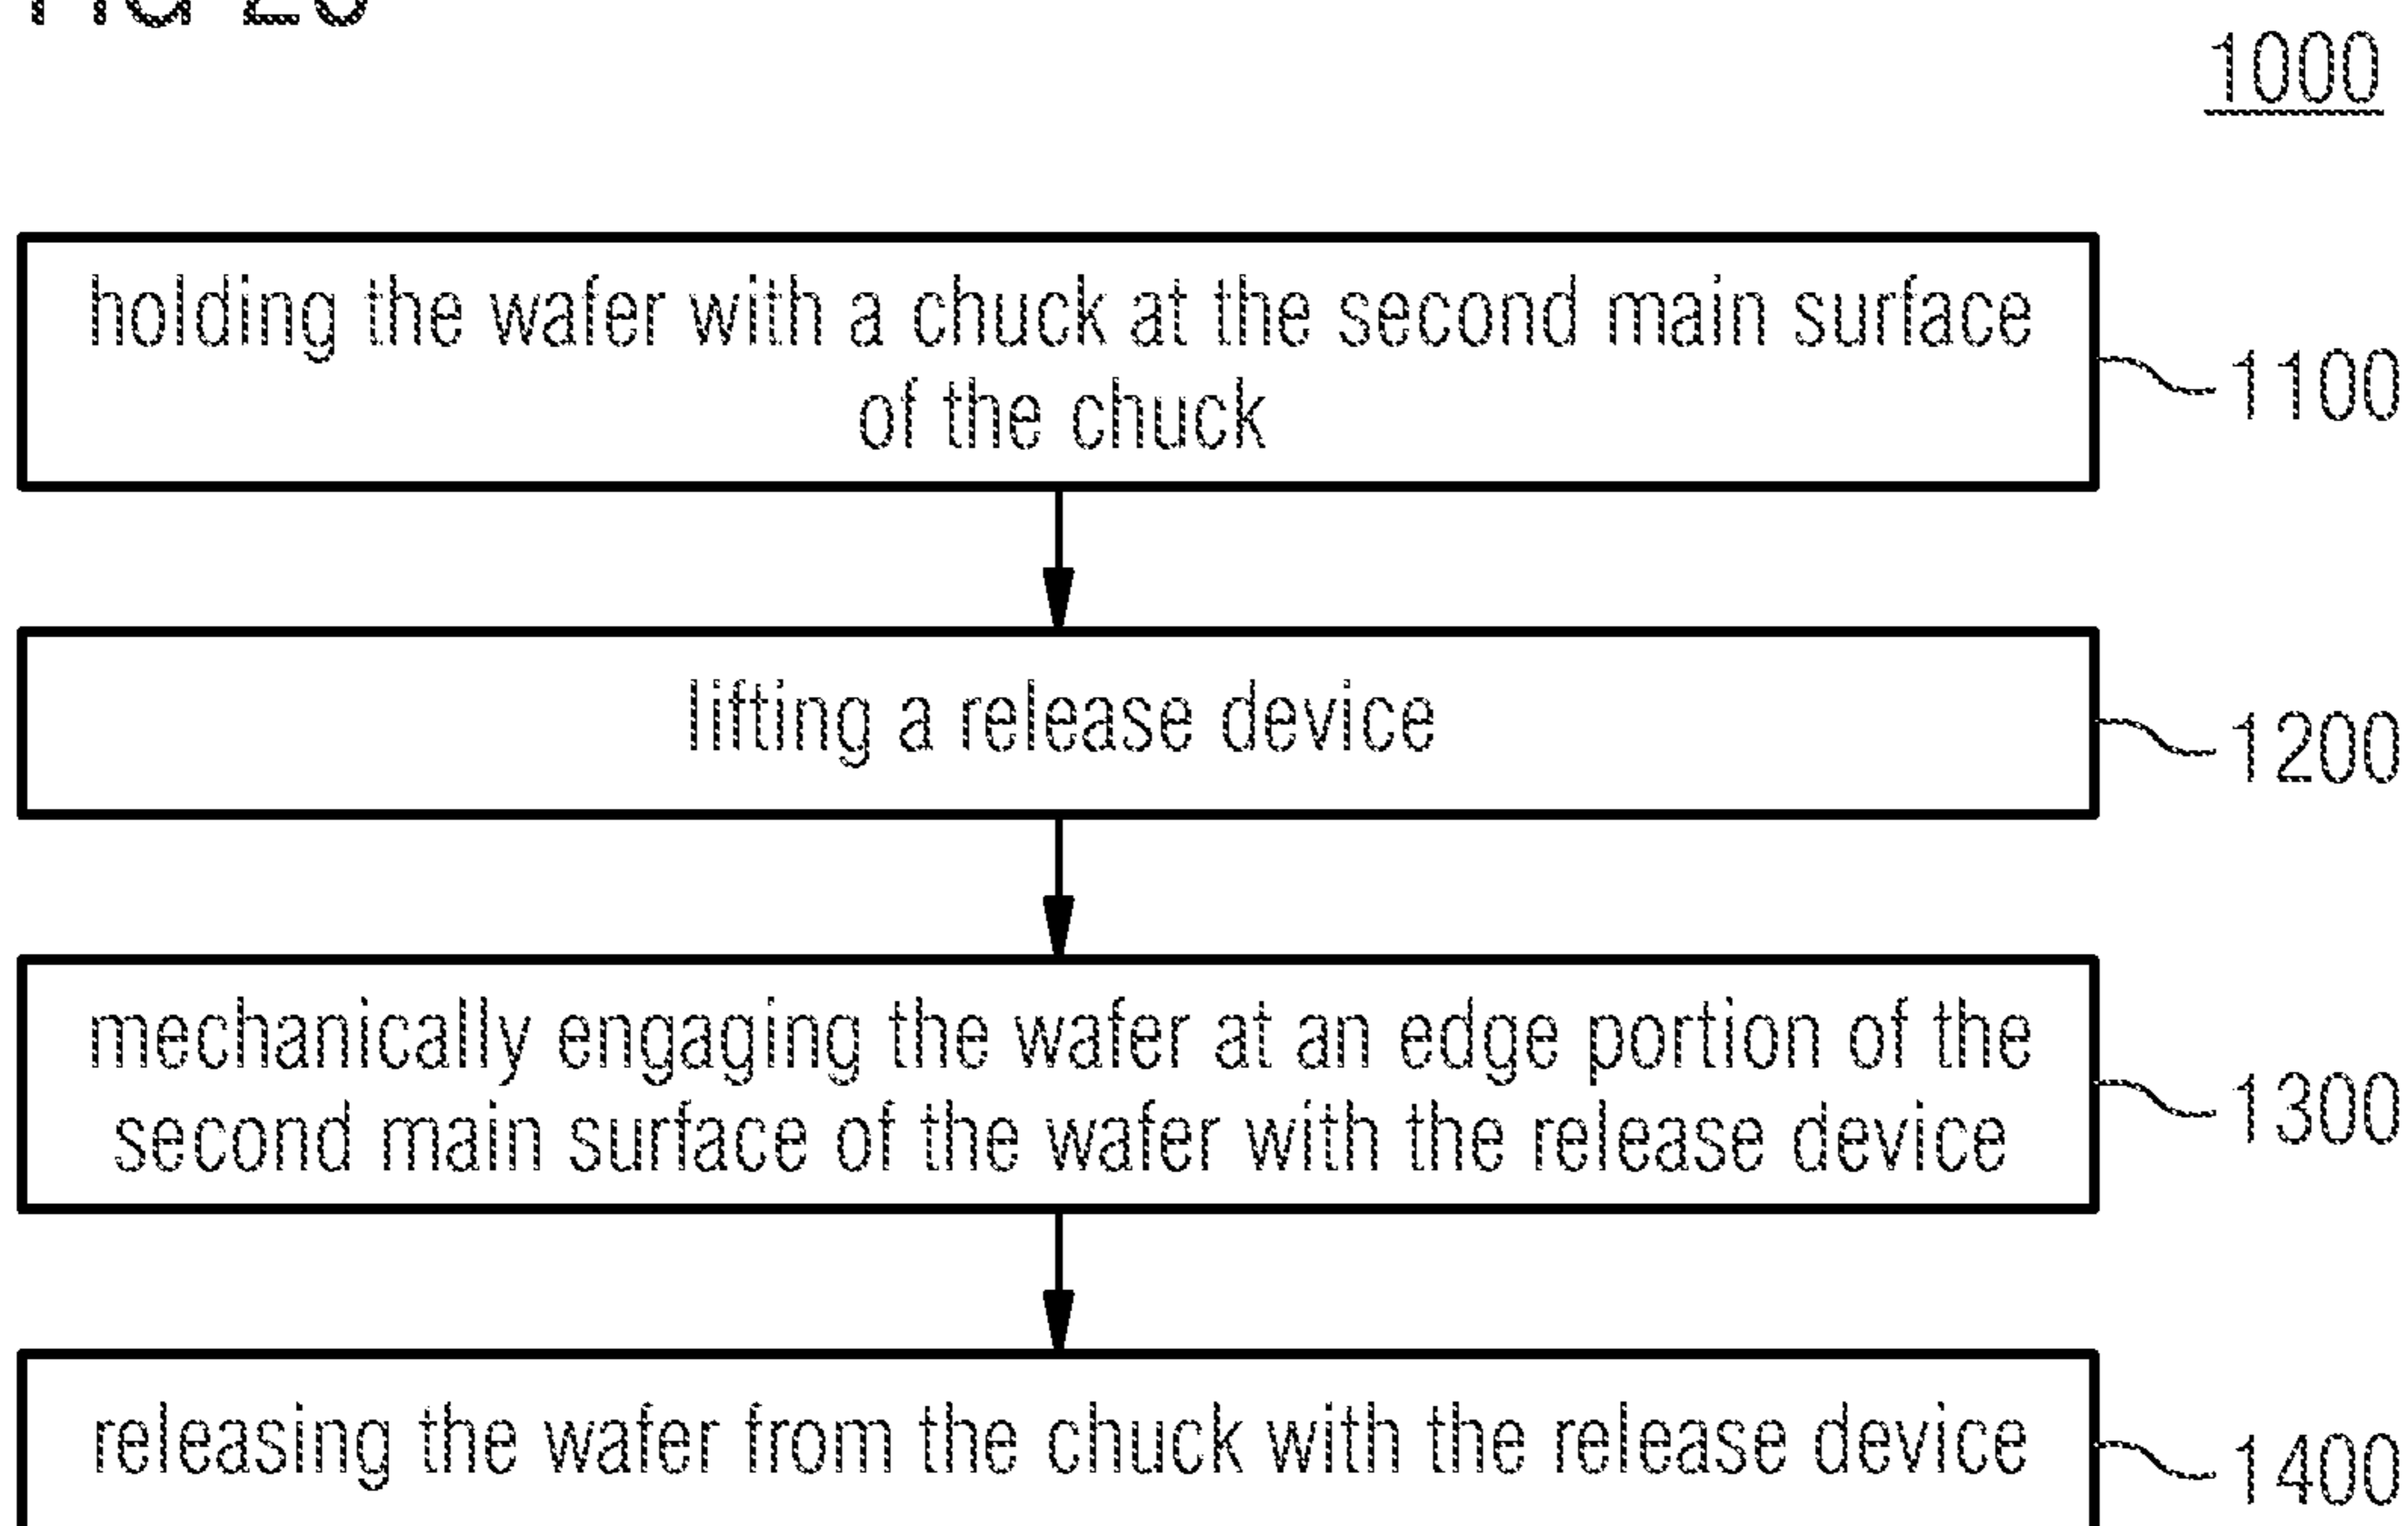 1000
holding the wafer with a chuck at the second main surface
of the chuck
1100
lifting a release device
1200
mechanically engaging the wafer at an edge portion of the
second main surface of the wafer with the release device
1300
releasing the wafer from the chuck with the release device
1400